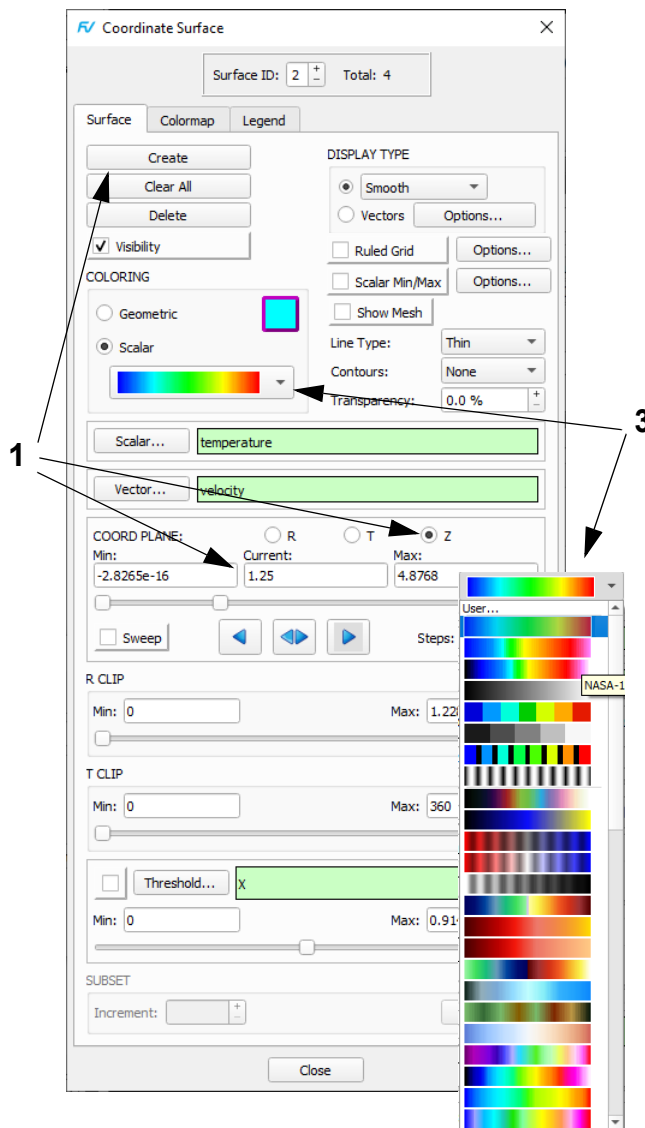 FV Coordinate Surface
Surface ID: 2 Total: 4
Surface Colormap Legend
Create
Clear All
Delete
Visibility
DISPLAY TYPE
Smooth
Vectors Options...
Ruled Grid Options...
Scalar Min/Max Options...
Show Mesh
COLORING
Geometric
Scalar
Line Type: Thin
Contours: None
Transparency: 0.0 %
3
1
Scalar... temperature
Vector... velocity
COORD PLANE: R T Z
Min: Current: Max:
-2.8265e-16 1.25 4.8768
Sweep Steps:
User...
NASA-1
R CLIP
Min: 0 Max: 1.228
T CLIP
Min: 0 Max: 360
Threshold... X
Min: 0 Max: 0.914
SUBSET
Increment:
Close